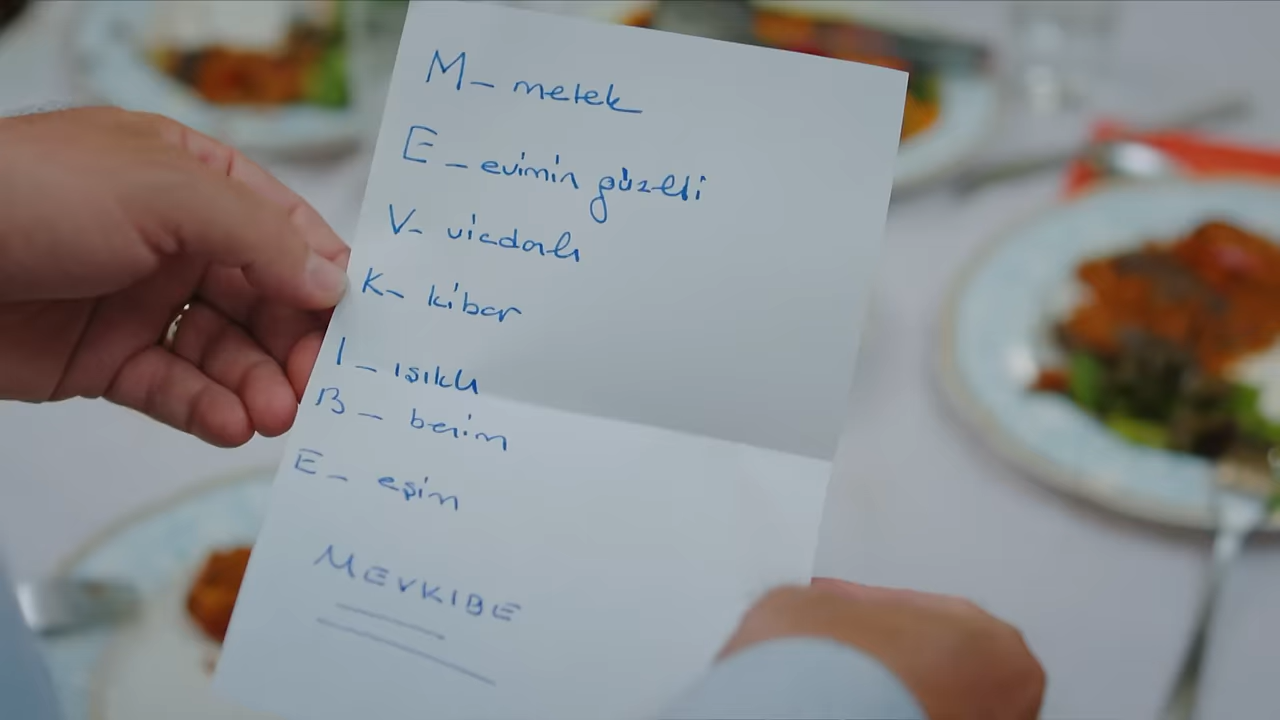 M- melek
E- evimin güzeli
V- vicdanlı
K- kibar
I- ışıklı
B- benim
E- eşim
MEVKIBE